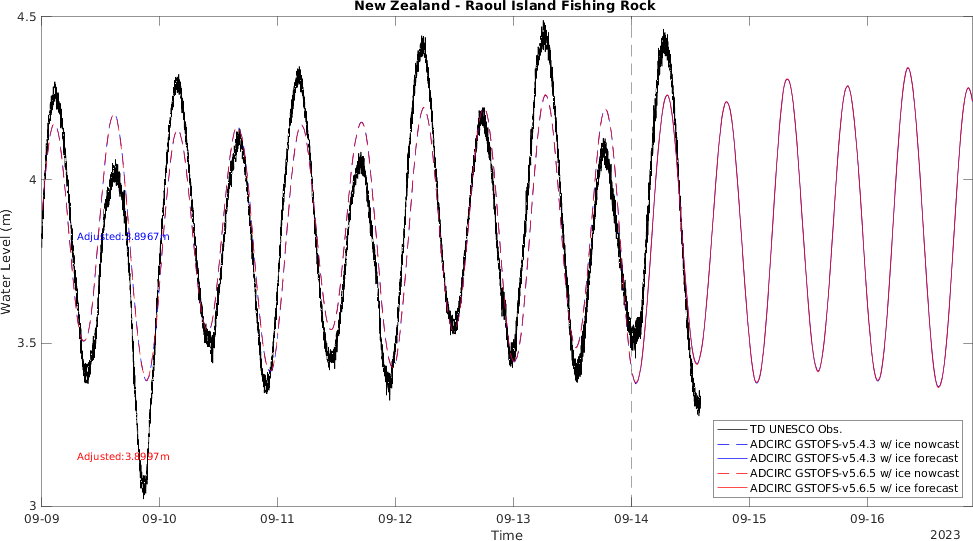 New Zealand - Raoul Island Fishing Rock
4.5
4
3.5
3
Water Level (m)
Adjusted:3.8967m
Adjusted:3.8997m
TD UNESCO Obs.
ADCIRC GSTOFS-v5.4.3 w/ ice nowcast
ADCIRC GSTOFS-v5.4.3 w/ ice forecast
ADCIRC GSTOFS-v5.6.5 w/ ice nowcast
ADCIRC GSTOFS-v5.6.5 w/ ice forecast
09-09 09-10 09-11 09-12 09-13 09-14 09-15 09-16
Time
2023